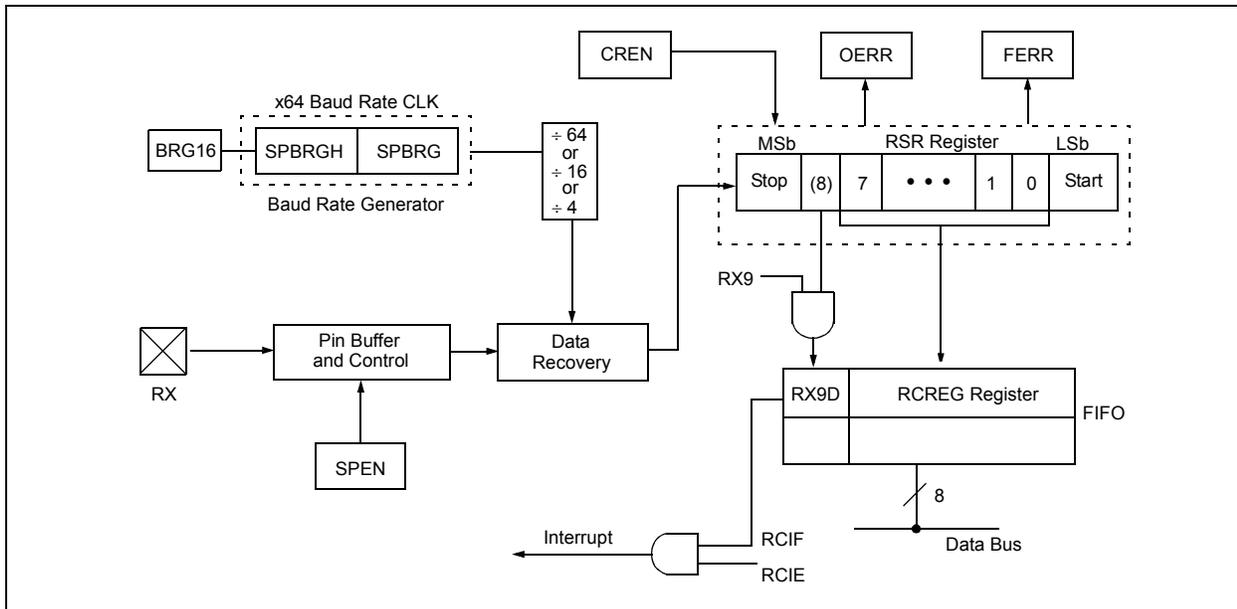 CREN
OERR
FERR
x64 Baud Rate CLK
BRG16
SPBRGH
SPBRG
Baud Rate Generator
÷ 64
or
÷ 16
or
÷ 4
MSb
RSR Register
LSb
Stop
(8)
7
• • •
1
0
Start
RX9
RX
Pin Buffer
and Control
Data
Recovery
SPEN
RX9D
RCREG Register
FIFO
8
Data Bus
Interrupt
RCIF
RCIE